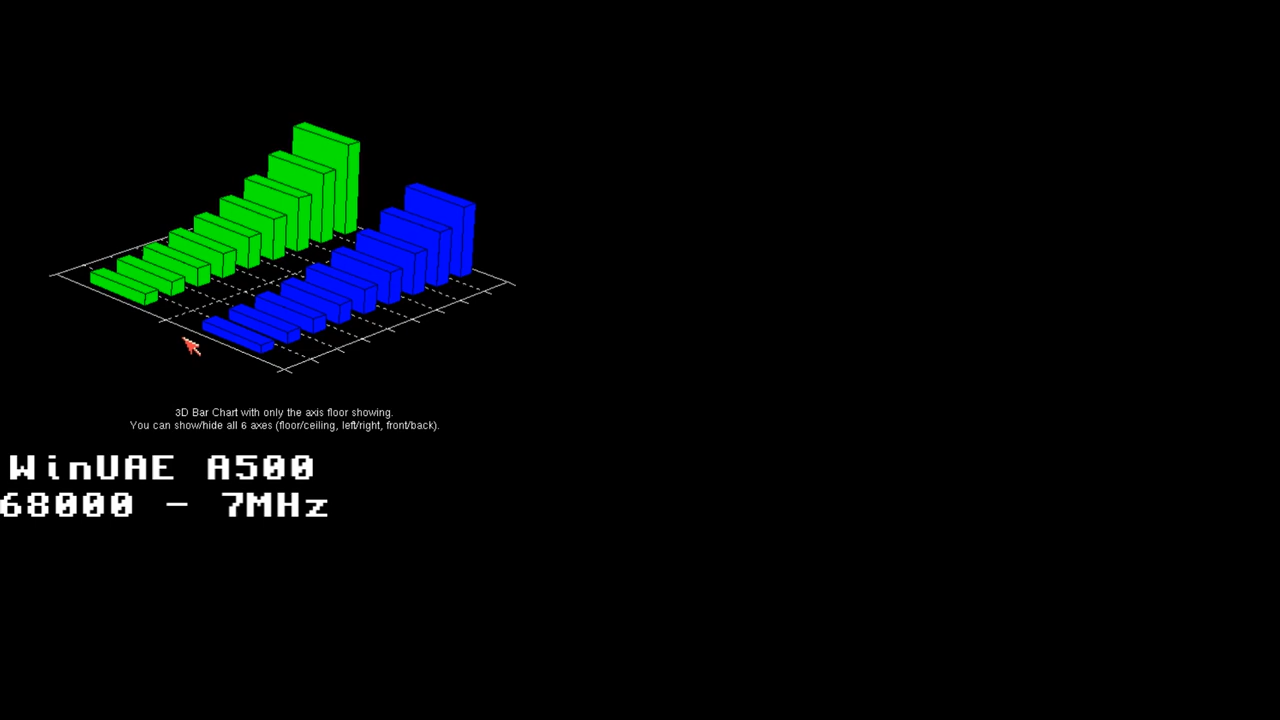 3D Bar Chart with only the axis floor showing.
You can show/hide all 6 axes (floor/ceiling, left/right, front/back).
WinUAE A500
68000 - 7MHz